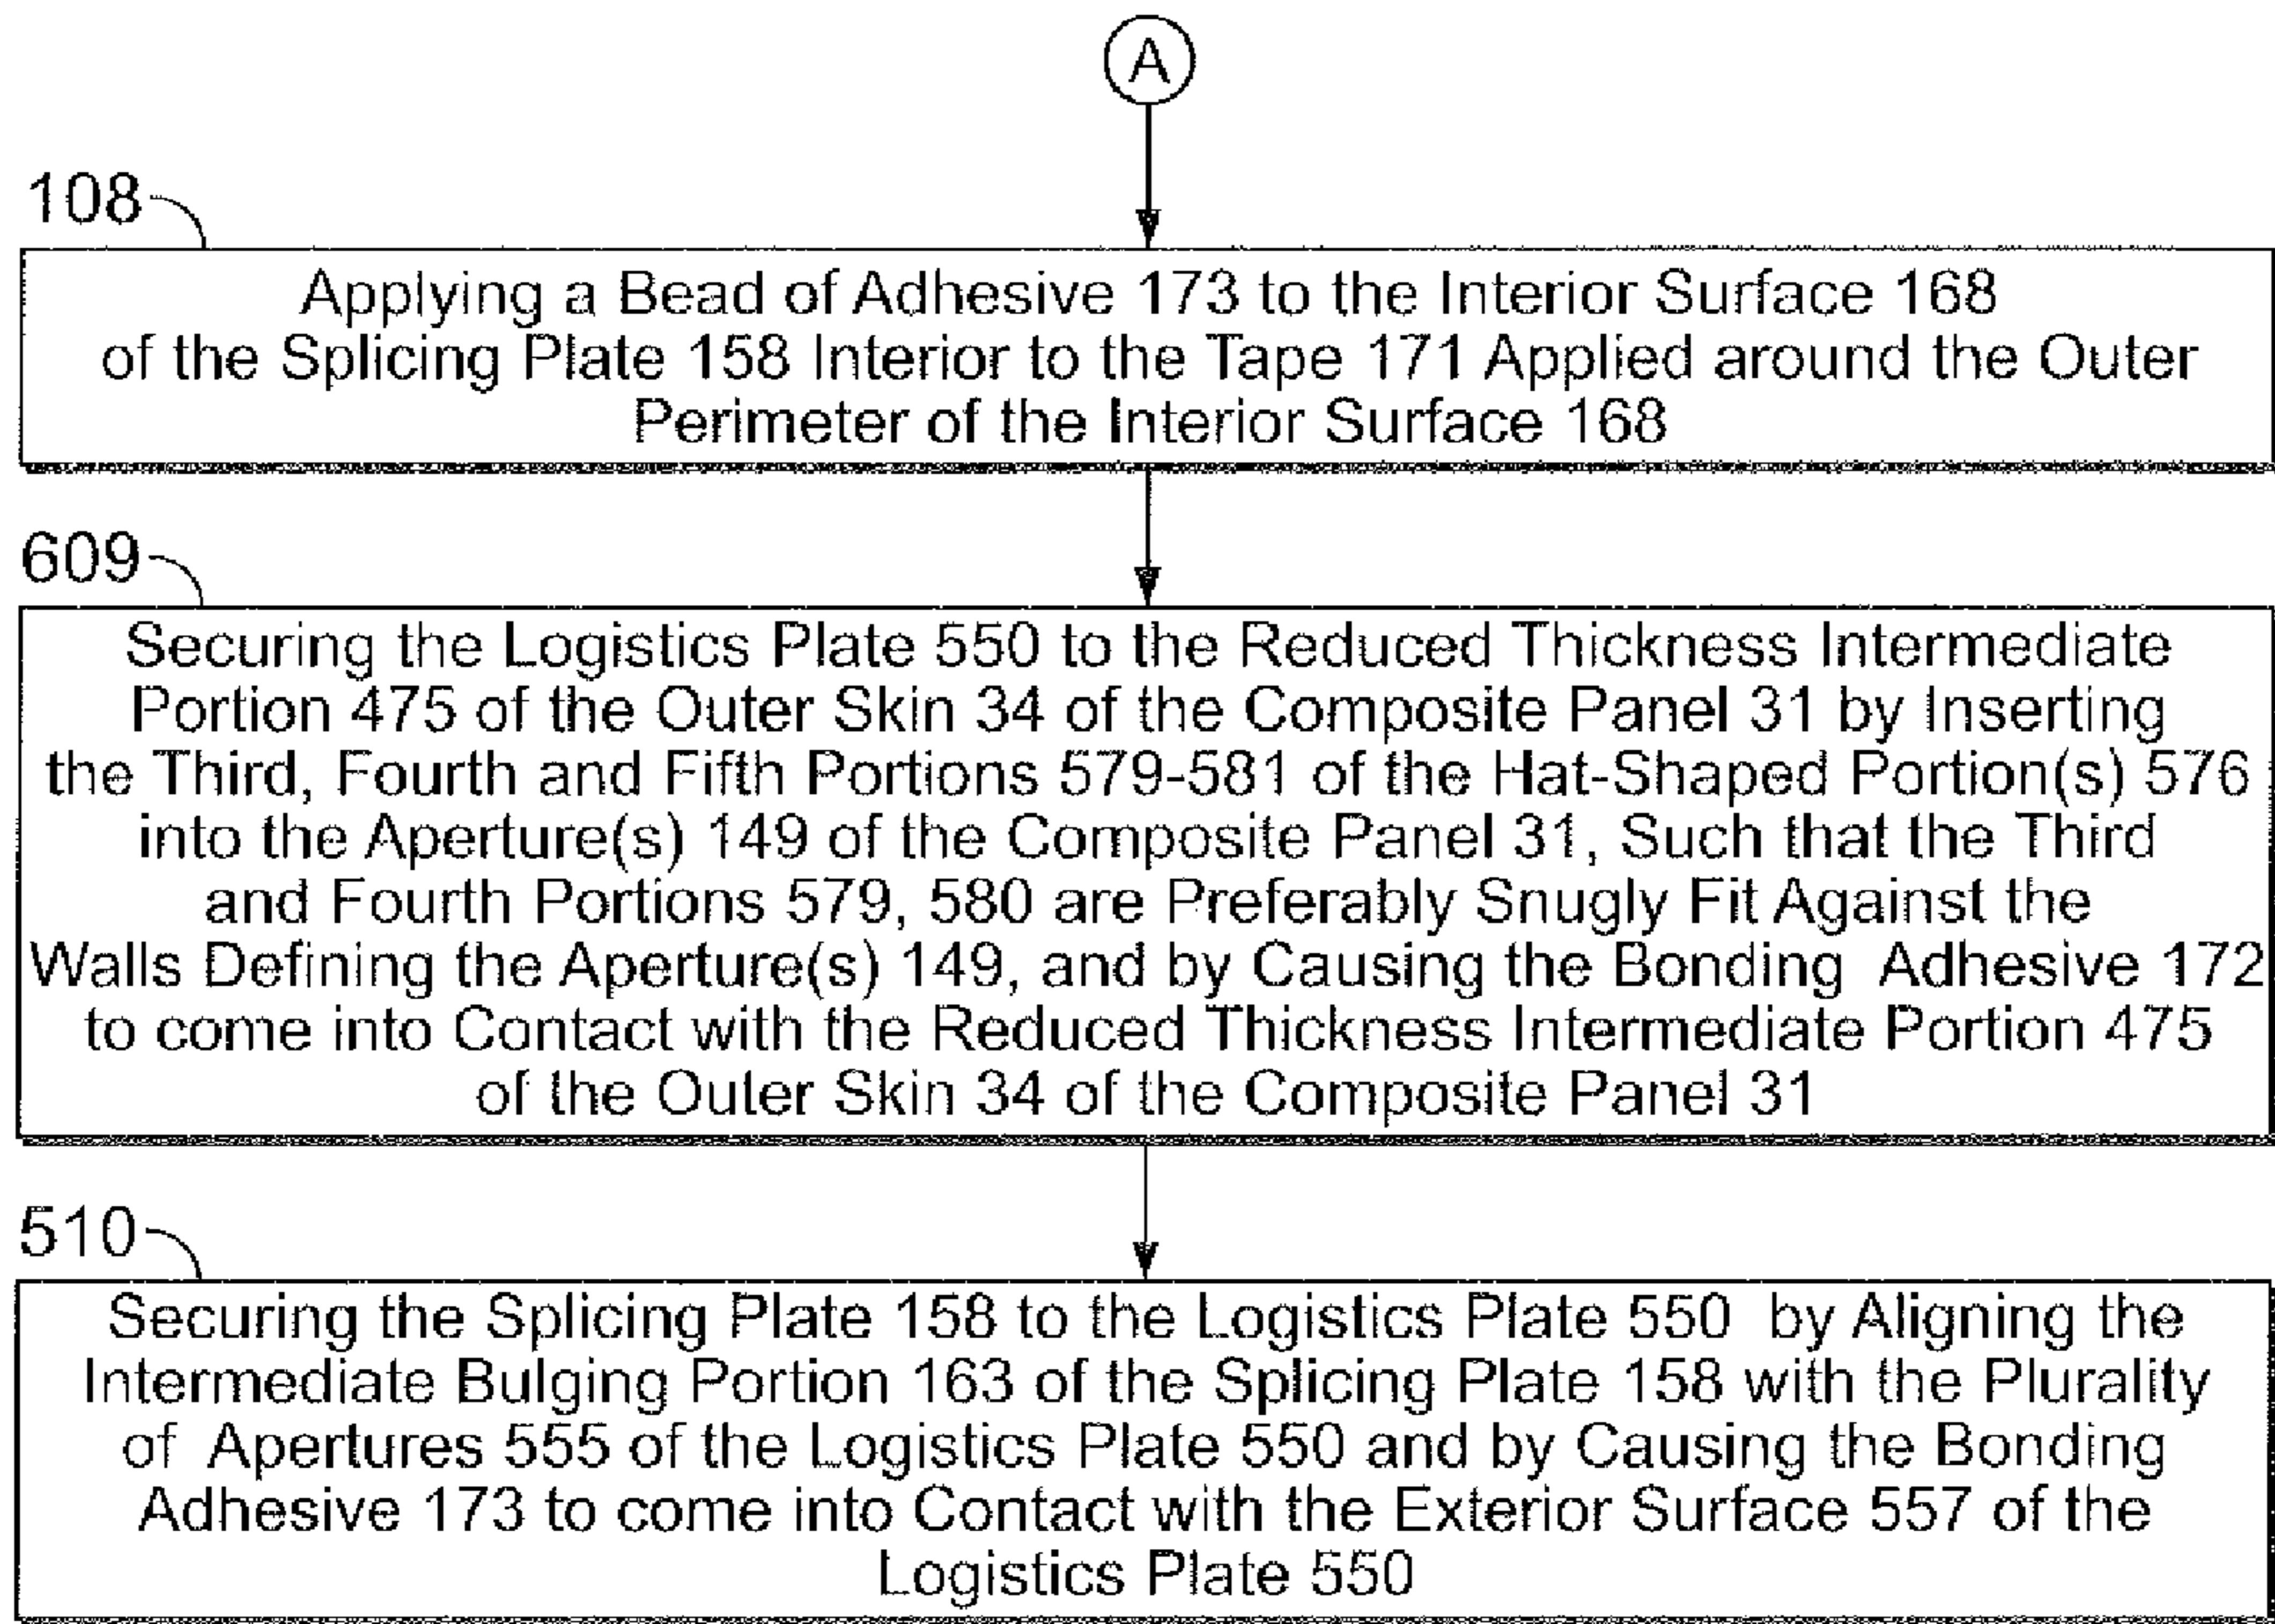 A
108
Applying a Bead of Adhesive 173 to the Interior Surface 168
of the Splicing Plate 158 Interior to the Tape 171 Applied around the Outer
Perimeter of the Interior Surface 168
609
Securing the Logistics Plate 550 to the Reduced Thickness Intermediate
Portion 475 of the Outer Skin 34 of the Composite Panel 31 by Inserting
the Third, Fourth and Fifth Portions 579-581 of the Hat-Shaped Portion(s) 576
into the Aperture(s) 149 of the Composite Panel 31, Such that the Third
and Fourth Portions 579, 580 are Preferably Snugly Fit Against the
Walls Defining the Aperture(s) 149, and by Causing the Bonding Adhesive 172
to come into Contact with the Reduced Thickness Intermediate Portion 475
of the Outer Skin 34 of the Composite Panel 31
510
Securing the Splicing Plate 158 to the Logistics Plate 550 by Aligning the
Intermediate Bulging Portion 163 of the Splicing Plate 158 with the Plurality
of Apertures 555 of the Logistics Plate 550 and by Causing the Bonding
Adhesive 173 to come into Contact with the Exterior Surface 557 of the
Logistics Plate 550